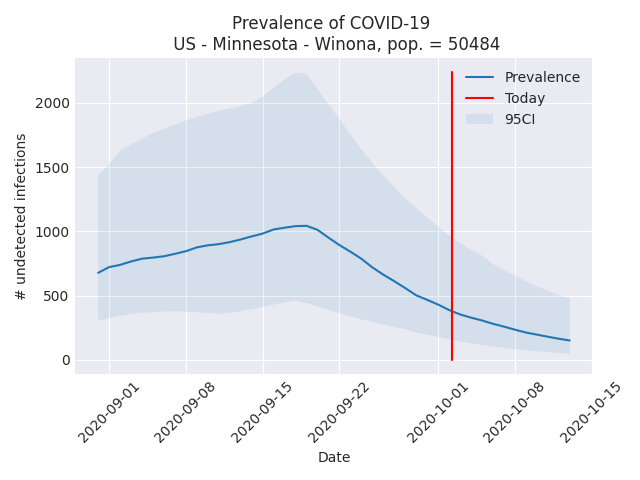 Prevalence of COVID-19
US - Minnesota - Winona, pop. = 50484
# undetected infections
2000
1500
1000
500
0
Prevalence
Today
95CI
2020-09-01
2020-09-08
2020-09-15
2020-09-22
2020-10-01
2020-10-08
2020-10-15
Date